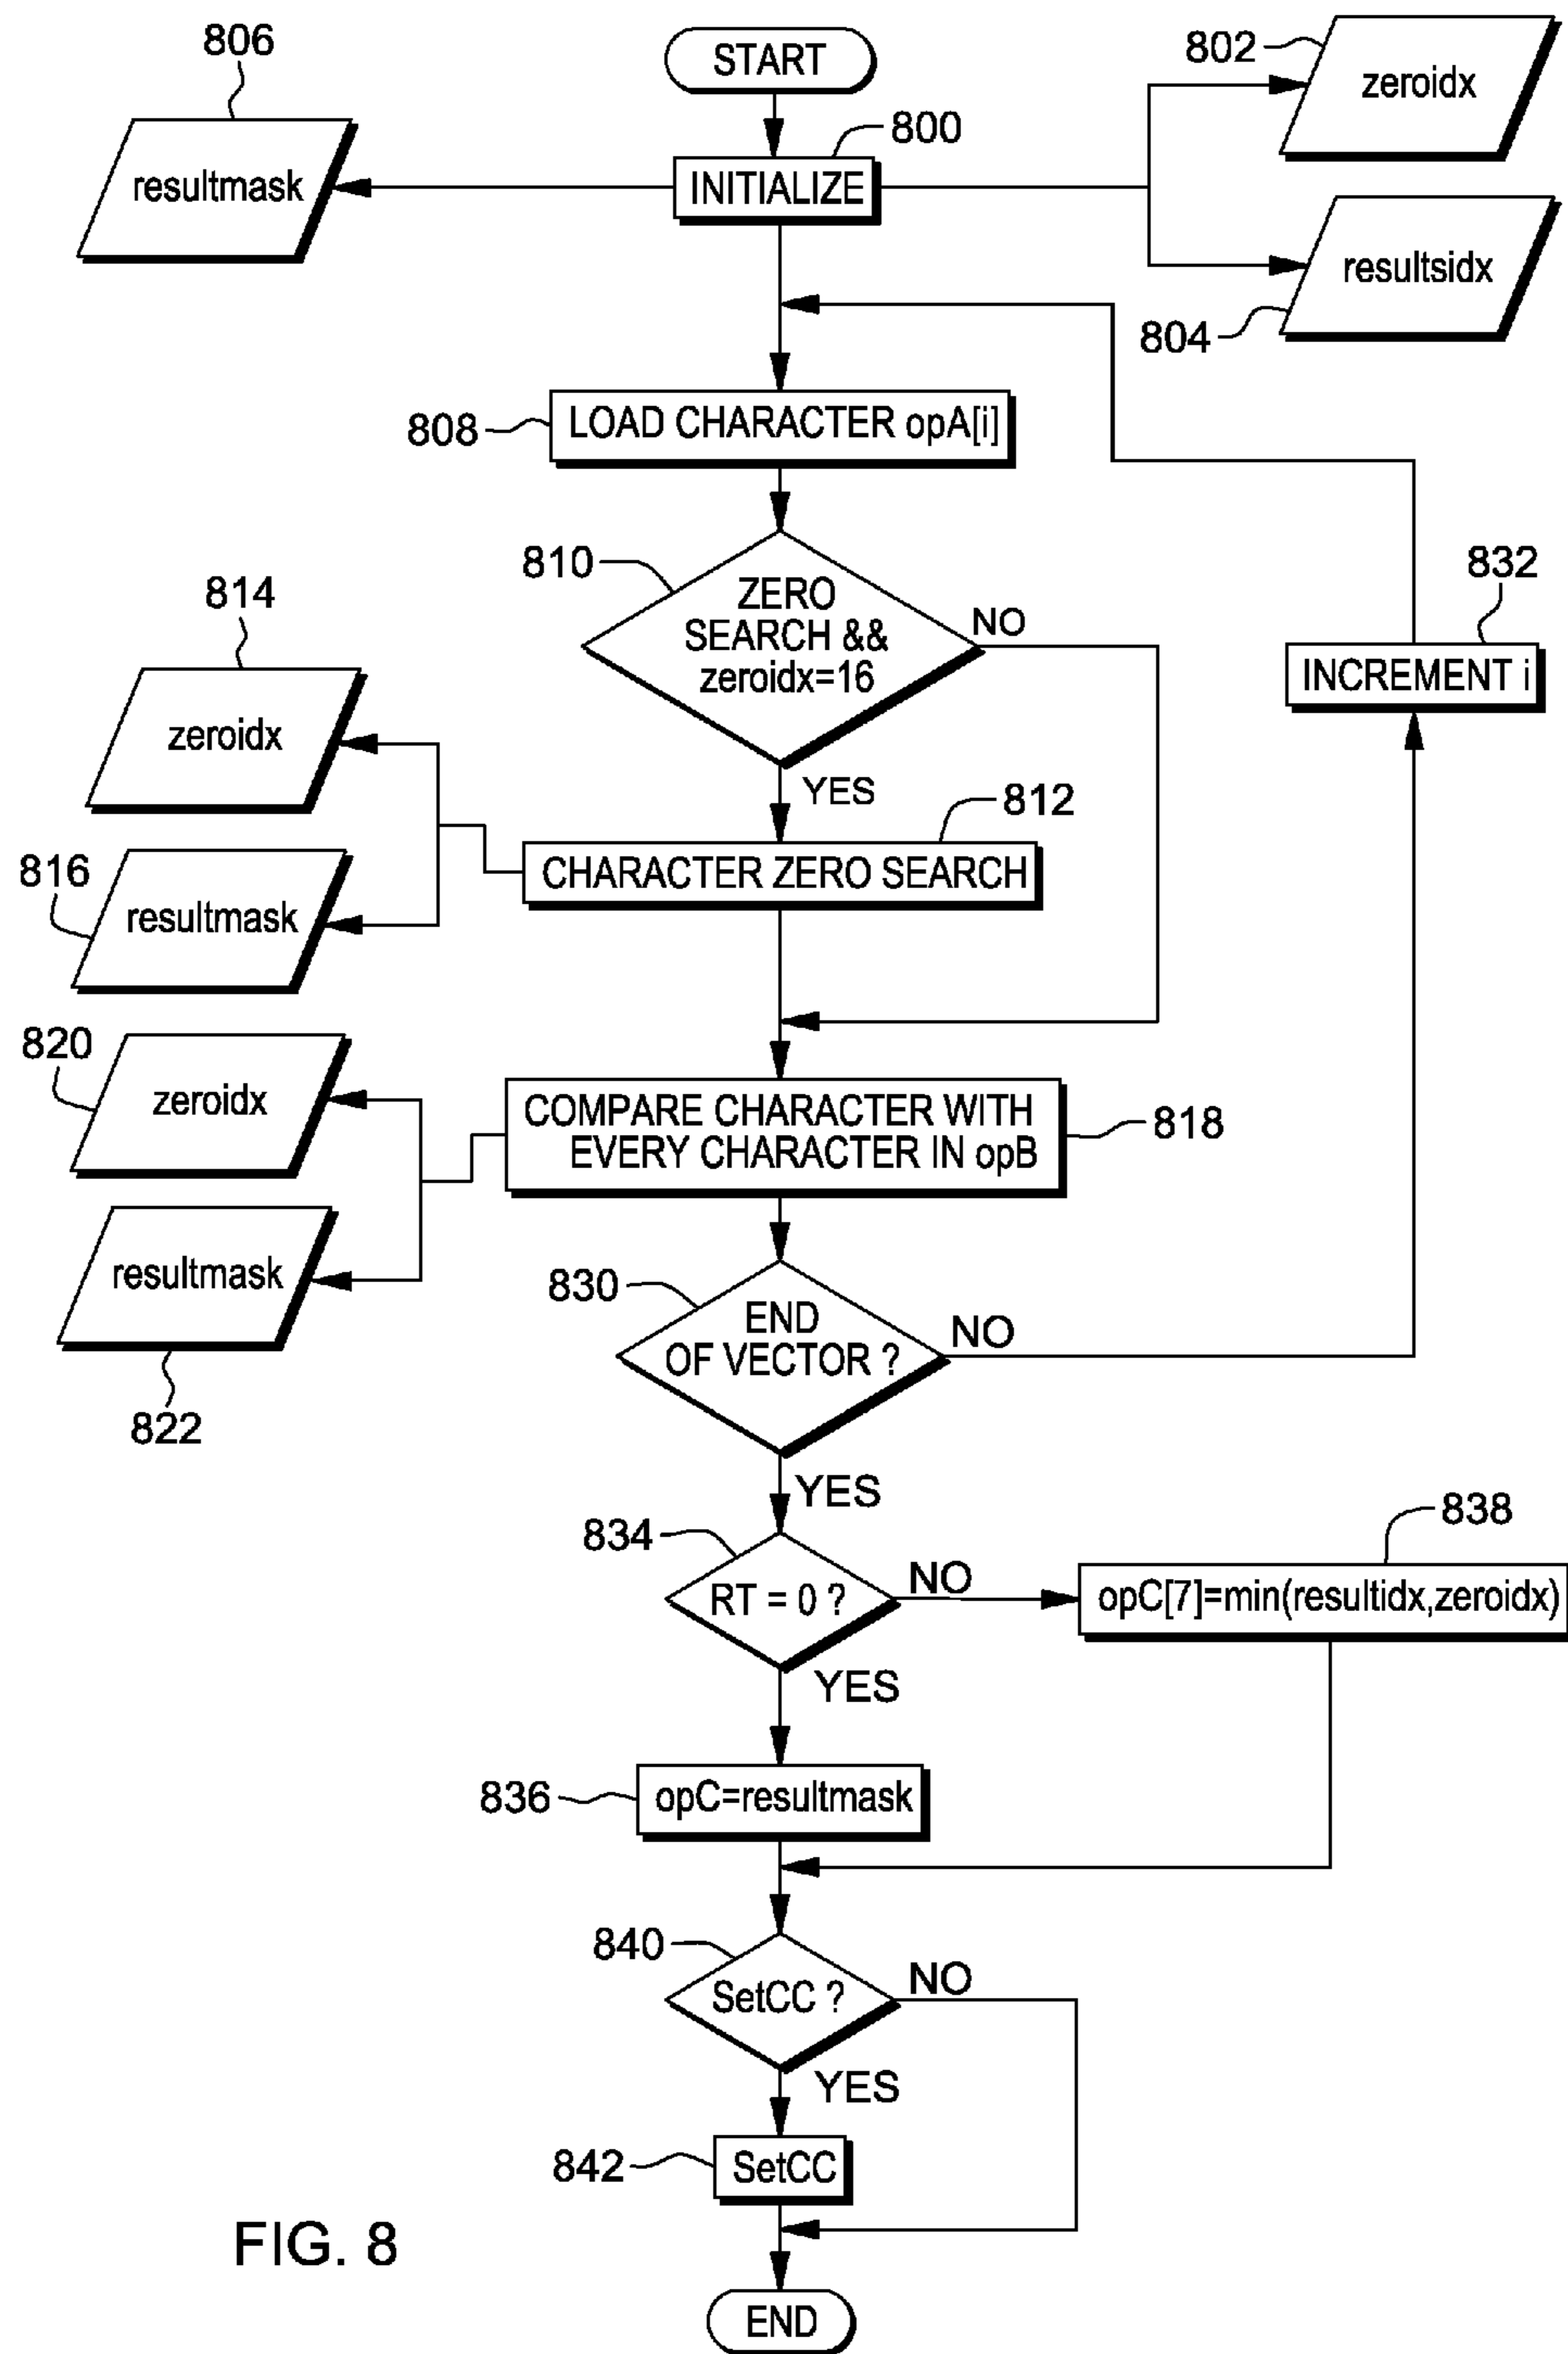 806
START
802
zeroidx
800
resultmask
INITIALIZE
resultsidx
804
808
LOAD CHARACTER opA[i]
810
ZERO
SEARCH &&
zeroidx=16
NO
832
INCREMENT i
814
zeroidx
YES
812
816
resultmask
CHARACTER ZERO SEARCH
820
zeroidx
COMPARE CHARACTER WITH
EVERY CHARACTER IN opB
818
resultmask
822
830
END
OF VECTOR ?
NO
YES
834
RT = 0 ?
NO
838
opC[7]=min(resultidx,zeroidx)
YES
836
opC=resultmask
840
SetCC ?
NO
YES
842
SetCC
FIG. 8
END